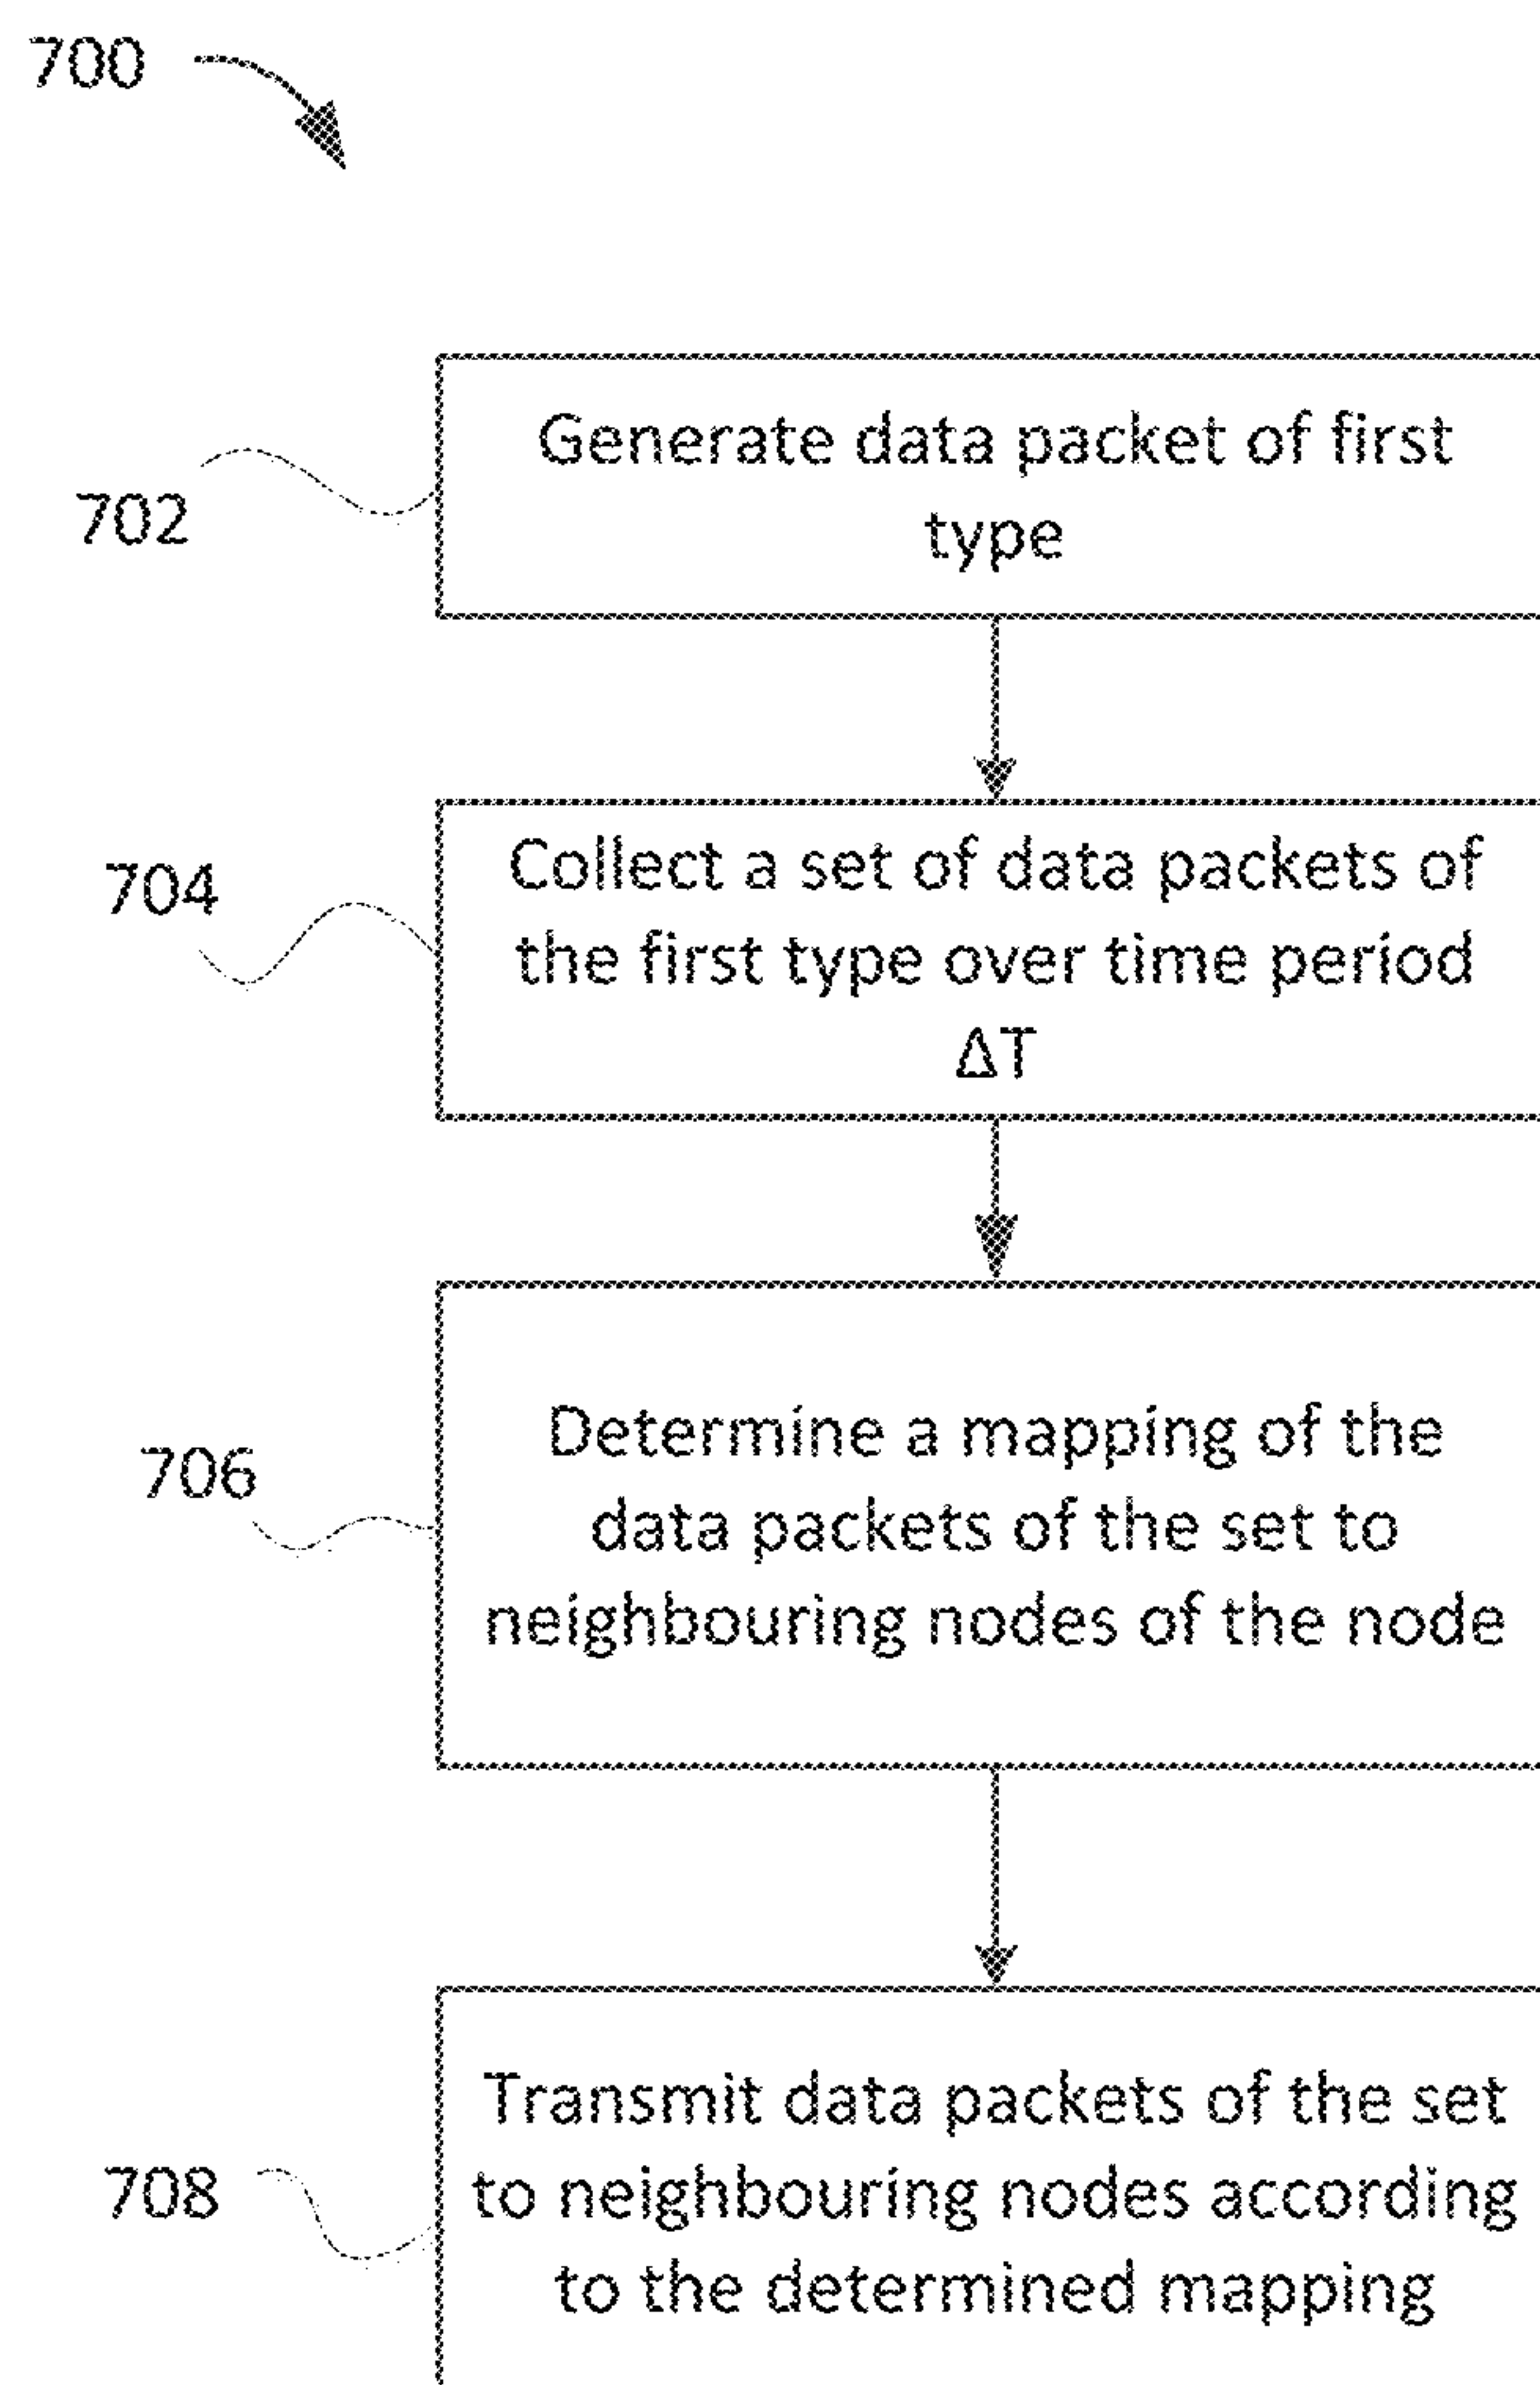 700
702
Generate data packet of first
type
704
Collect a set of data packets of
the first type over time period
ΔT
706
Determine a mapping of the
data packets of the set to
neighbouring nodes of the node
708
Transmit data packets of the set
to neighbouring nodes according
to the determined mapping